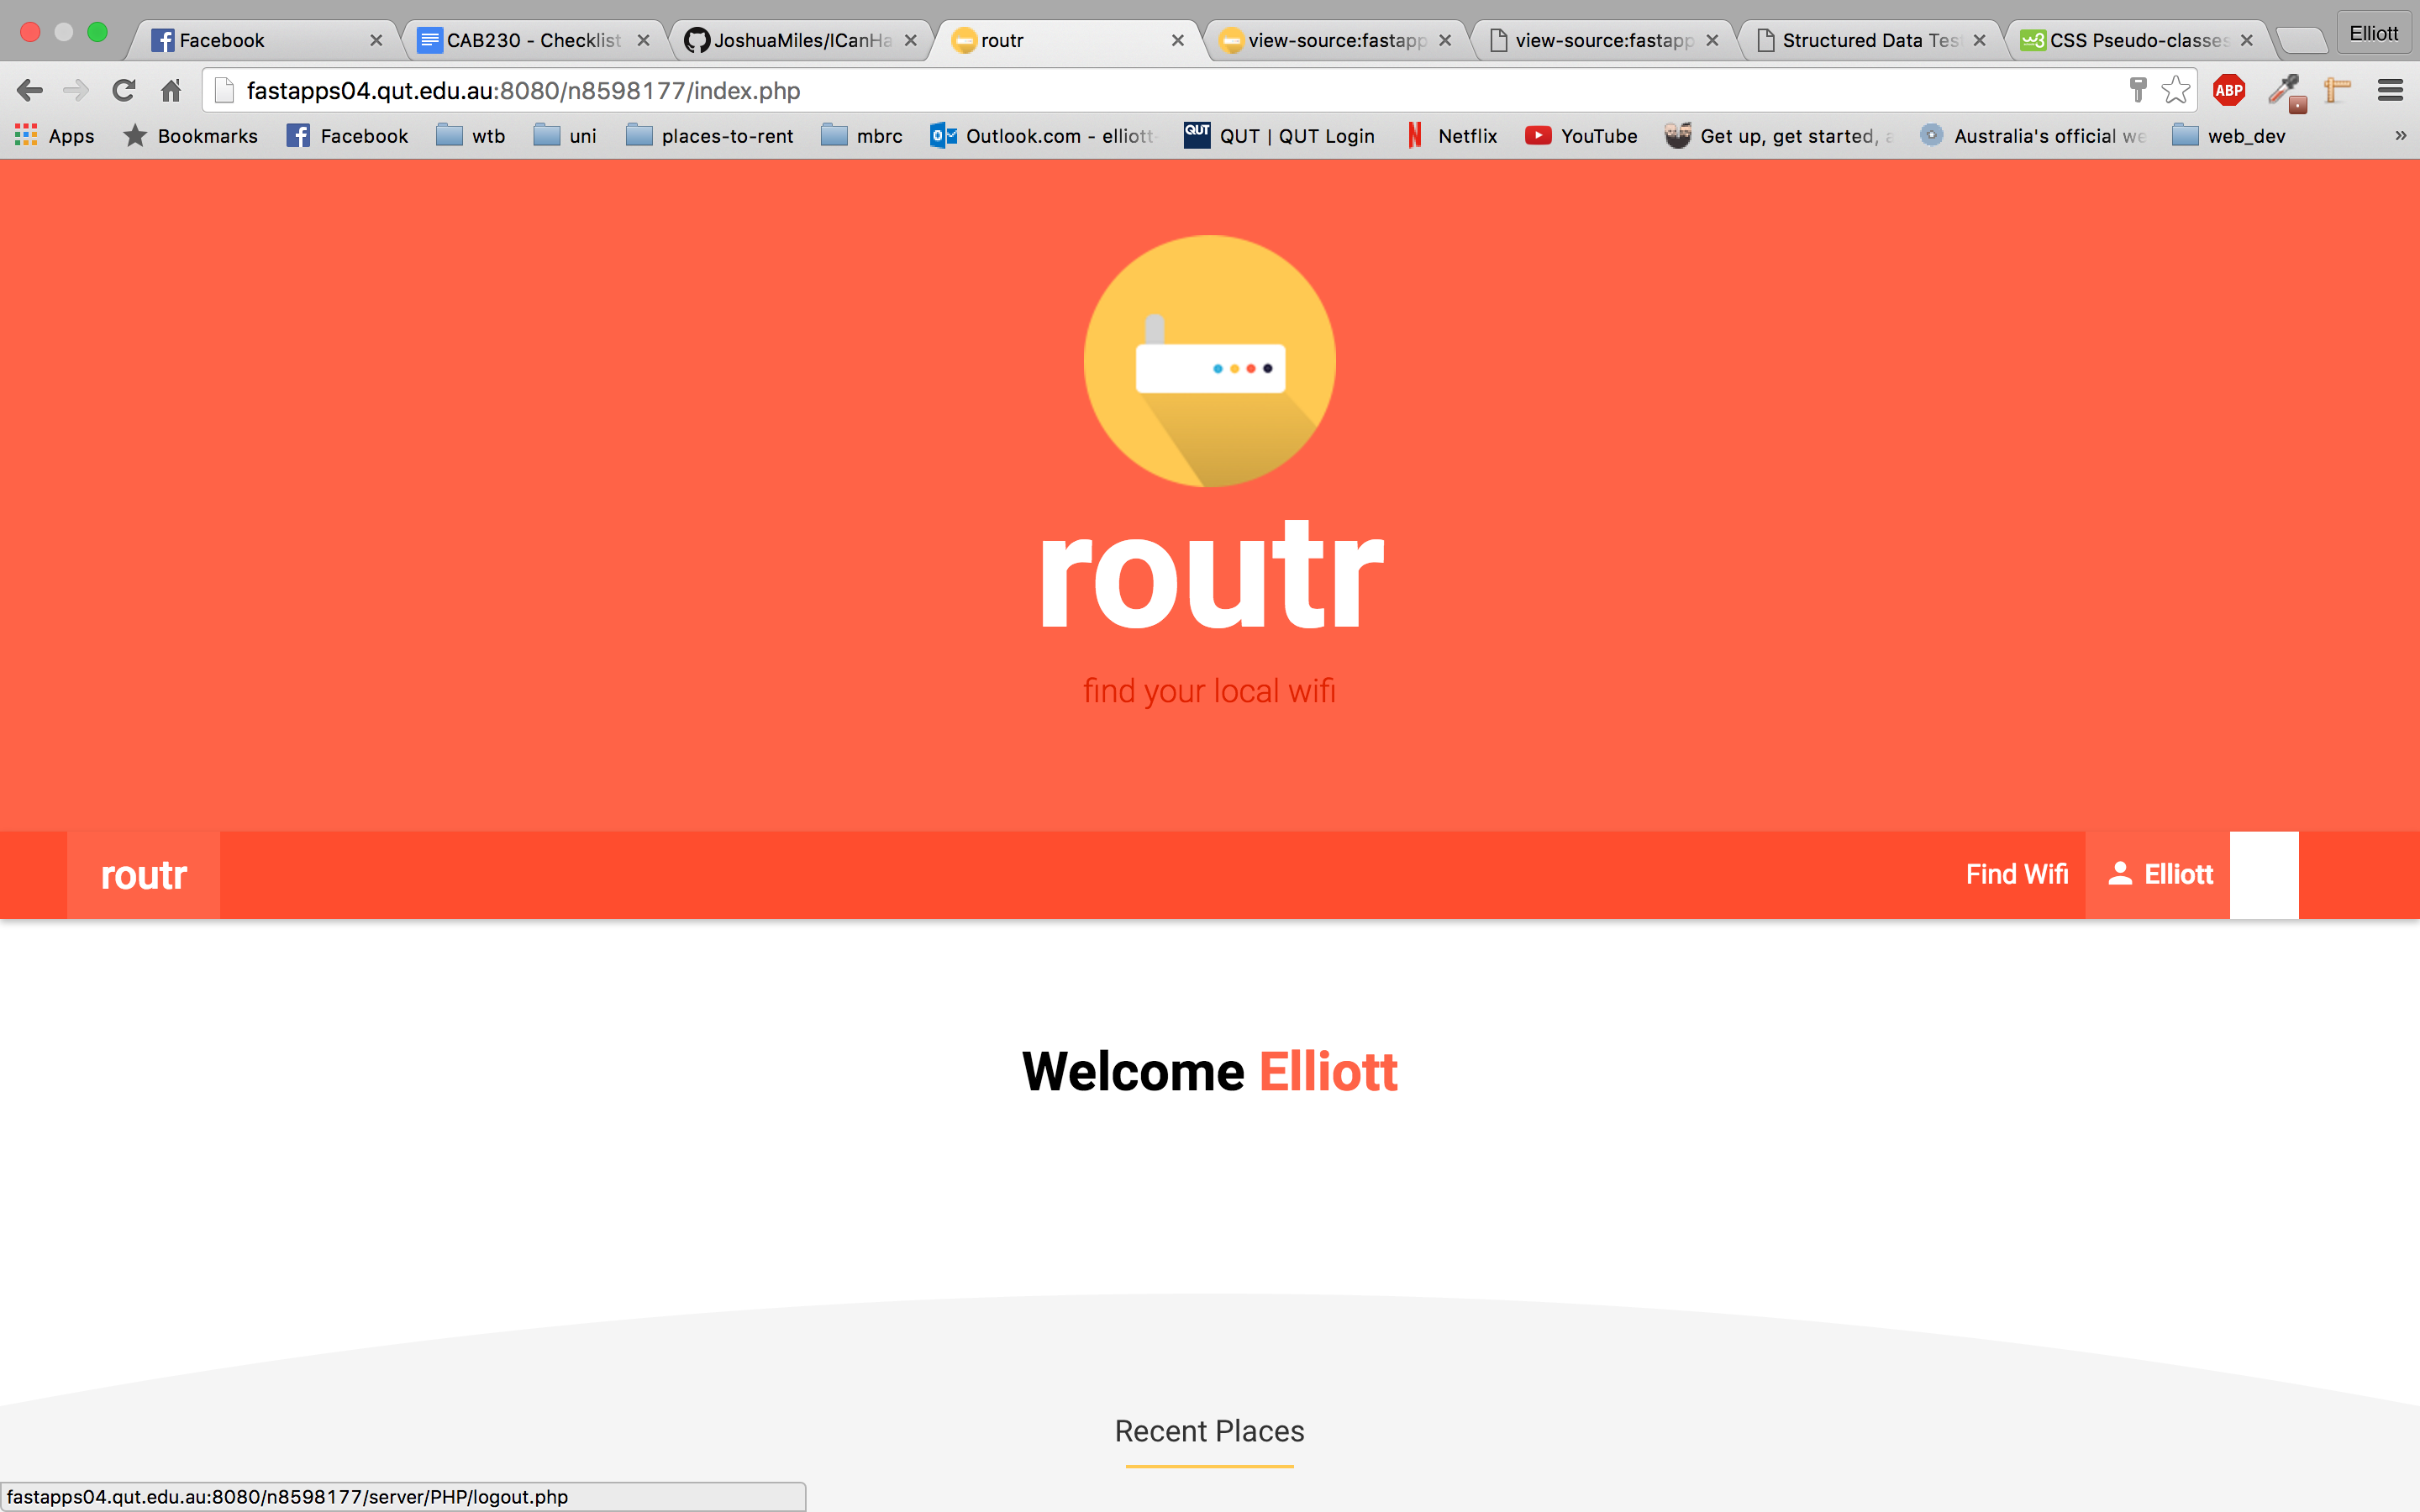 Facebook
CAB230 - Checklist
JoshuaMiles/ICanHa
routr
view-source:fastapp
view-source:fastapp
Structured Data Tes
CSS Pseudo-classes
Elliott
fastapps04.qut.edu.au:8080/n8598177/index.php
ABP
Apps
Bookmarks
Facebook
wtb
uni
places-to-rent
mbrc
Outlook.com - elliott
QUT
QUT | QUT Login
Netflix
YouTube
Get up, get started, a
Australia's official we
web_dev
»
routr
find your local wifi
routr
Find Wifi
Elliott
Welcome Elliott
Recent Places
fastapps04.qut.edu.au:8080/n8598177/server/PHP/logout.php